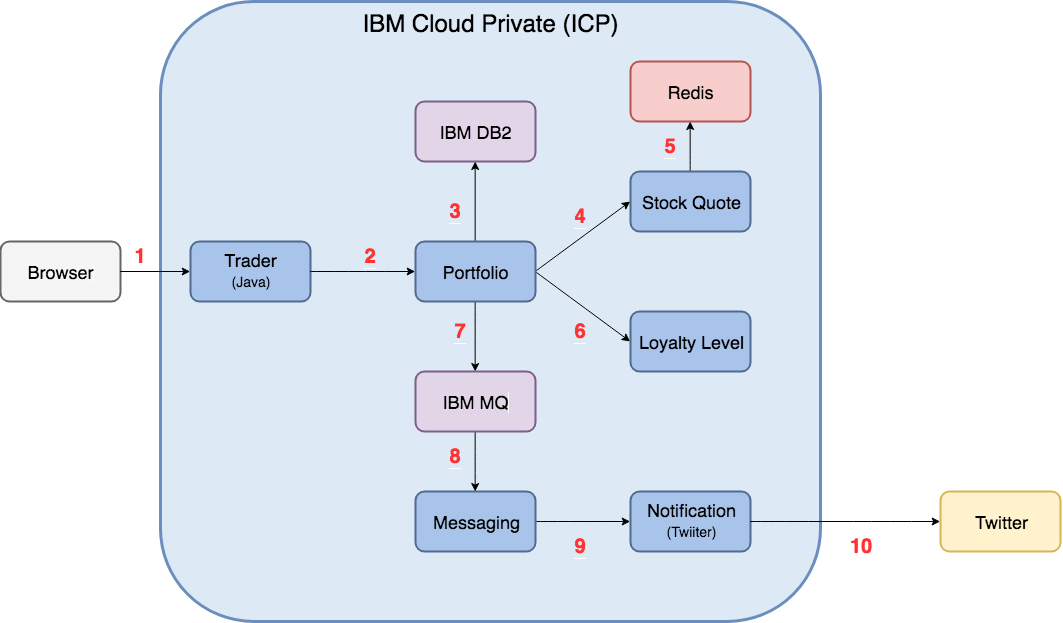 IBM Cloud Private (ICP)
Redis
IBM DB2
5
Stock Quote
3
4
Browser
1
Trader
(Java)
2
Portfolio
7
6
Loyalty Level
IBM MQ
8
Messaging
9
Notification
(Twiiter)
10
Twitter